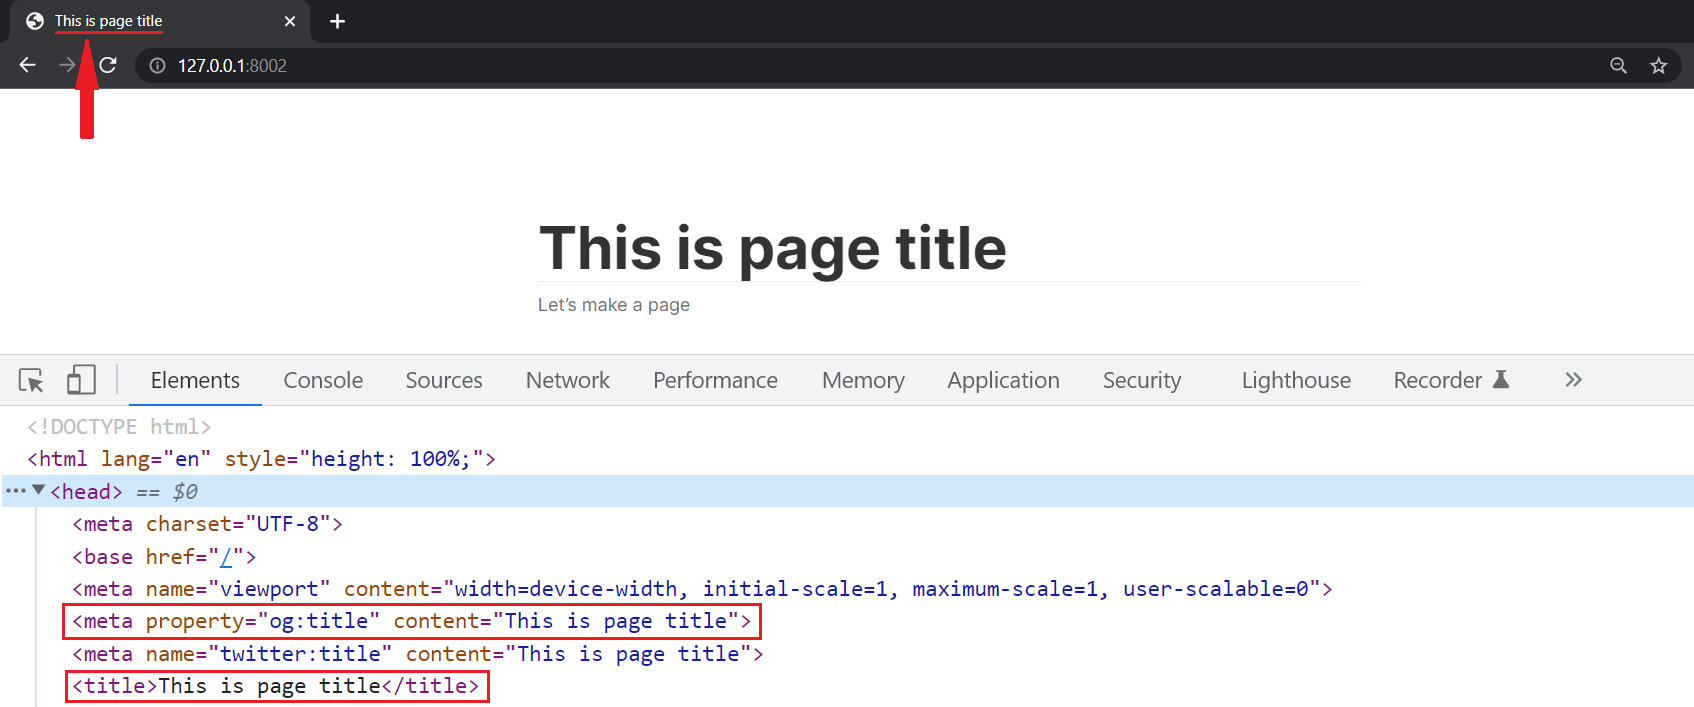 This is page title
127.0.0.1:8002
This is page title
Let's make a page
Elements Console Sources Network Performance Memory Application Security Lighthouse Recorder
<!DOCTYPE html>
<html lang="en" style="height: 100%;">
<head> == $0
<meta charset="UTF-8">
<base href="/">
<meta name="viewport" content="width=device-width, initial-scale=1, maximum-scale=1, user-scalable=0">
<meta property="og:title" content="This is page title">
<meta name="twitter:title" content="This is page title">
<title>This is page title</title>